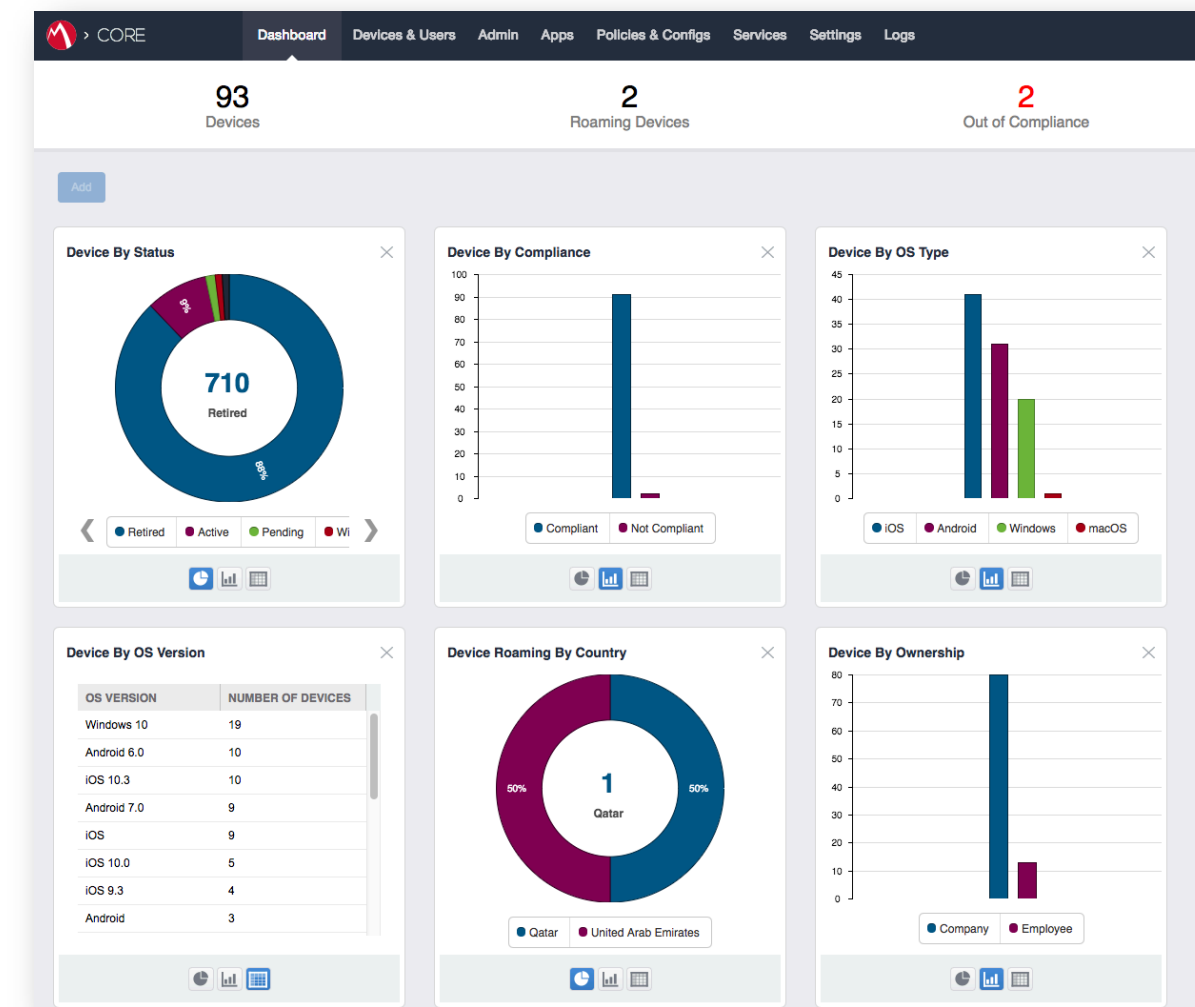 › CORE Dashboard Devices & Users Admin Apps Policies & Configs Services Settings Logs
93 2 2
Devices Roaming Devices Out of Compliance
Add
Device By Status
9%
710
Retired
88%
Retired Active Pending Wi
Device By Compliance
100
90
80
70
60
50
40
30
20
10
0
Compliant Not Compliant
Device By OS Type
45
40
35
30
25
20
15
10
5
0
iOS Android Windows macOS
Device By OS Version
OS VERSION NUMBER OF DEVICES
Windows 10 19
Android 6.0 10
iOS 10.3 10
Android 7.0 9
iOS 9
iOS 10.0 5
iOS 9.3 4
Android 3
Device Roaming By Country
50% 50%
1
Qatar
Qatar United Arab Emirates
Device By Ownership
80
70
60
50
40
30
20
10
0
Company Employee